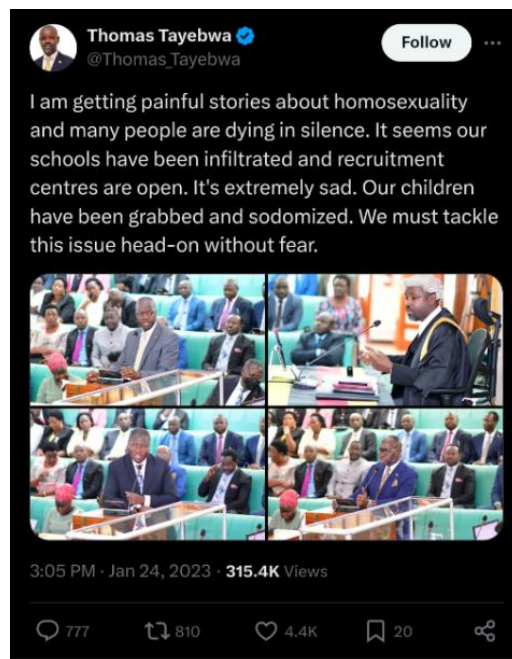 Thomas Tayebwa
@Thomas_Tayebwa
Follow
I am getting painful stories about homosexuality
and many people are dying in silence. It seems our
schools have been infiltrated and recruitment
centres are open. It's extremely sad. Our children
have been grabbed and sodomized. We must tackle
this issue head-on without fear.
3:05 PM · Jan 24, 2023 · 315.4K Views
777 810 4.4K 20